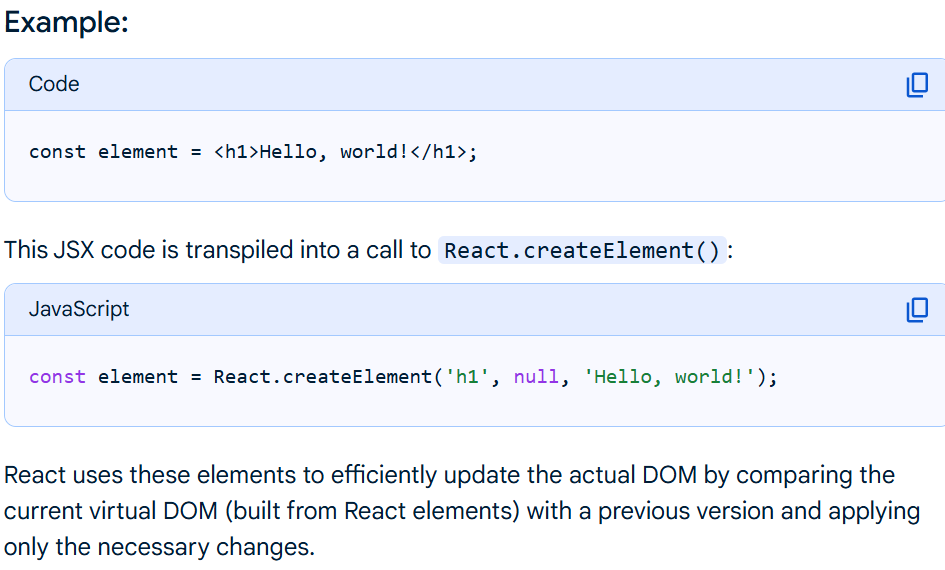 Example:
Code
const element = <h1>Hello, world!</h1>;
This JSX code is transpiled into a call to React.createElement():
JavaScript
const element = React.createElement('h1', null, 'Hello, world!');
React uses these elements to efficiently update the actual DOM by comparing the
current virtual DOM (built from React elements) with a previous version and applying
only the necessary changes.